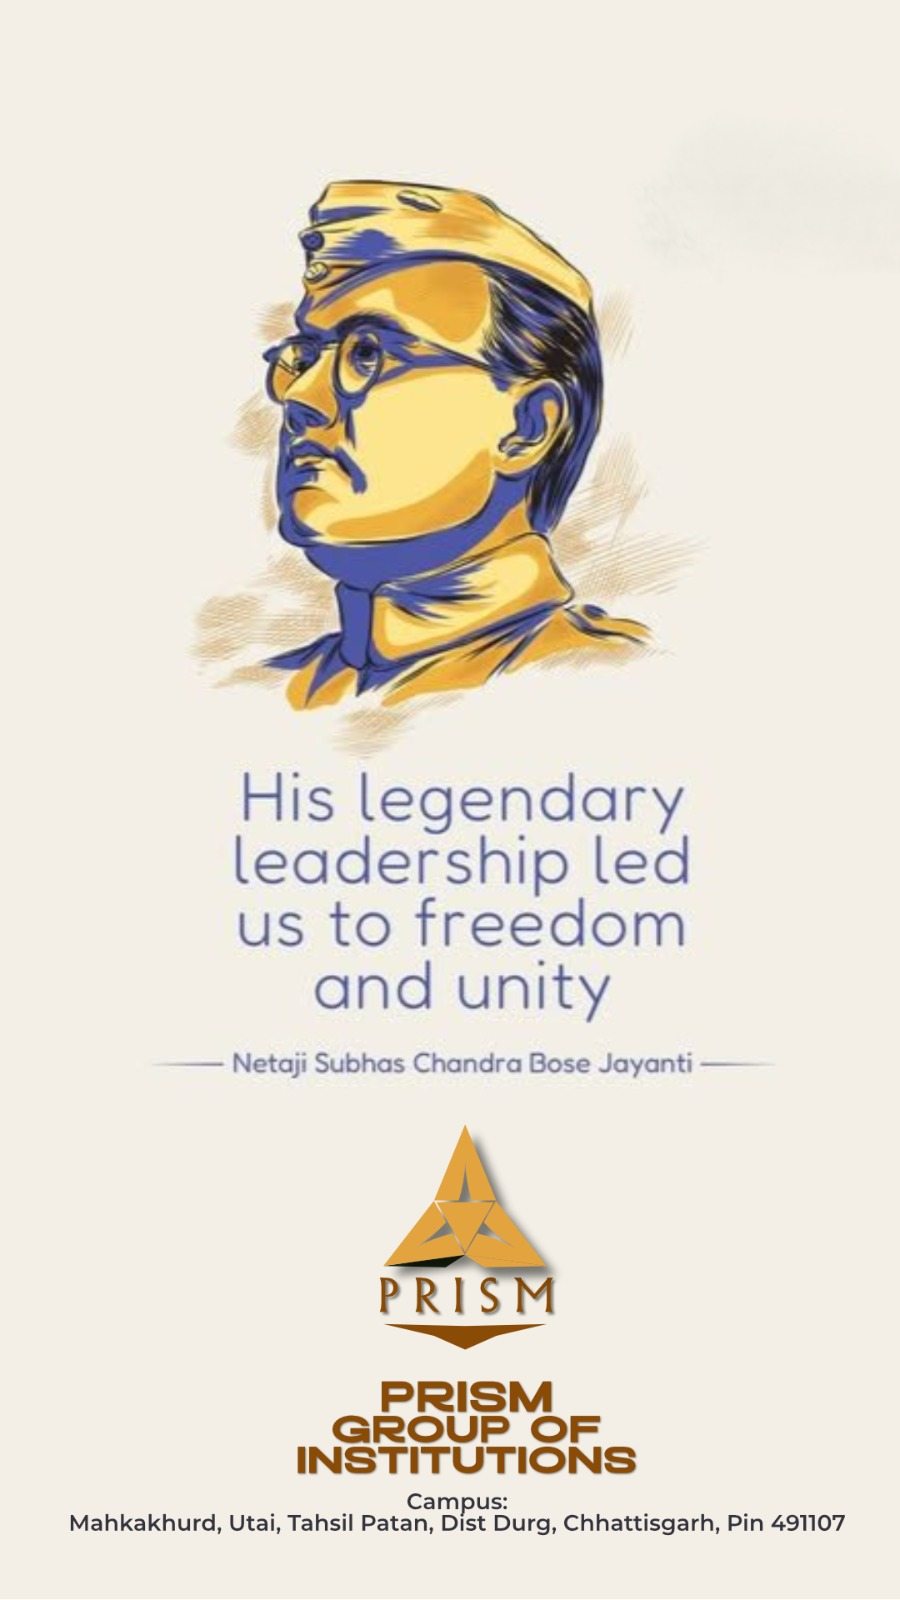 His legendary
leadership led
us to freedom
and unity
Netaji Subhas Chandra Bose Jayanti
PRISM
PRISM
GROUP OF
INSTITUTIONS
Campus:
Mahkakhurd, Utai, Tahsil Patan, Dist Durg, Chhattisgarh, Pin 491107